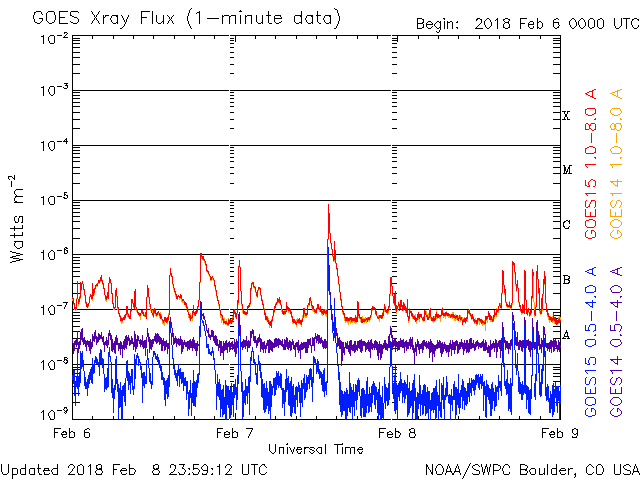 GOES Xray Flux (1-minute data)
Begin: 2018 Feb 6 0000 UTC
10-2
10-3
10-4
10-5
10-6
10-7
10-8
10-9
Watts m-2
X
M
C
B
A
GOES15 1.0-8.0 A
GOES14 1.0-8.0 A
GOES15 0.5-4.0 A
GOES14 0.5-4.0 A
Feb 6
Feb 7
Feb 8
Feb 9
Universal Time
Updated 2018 Feb 8 23:59:12 UTC
NOAA/SWPC Boulder, CO USA